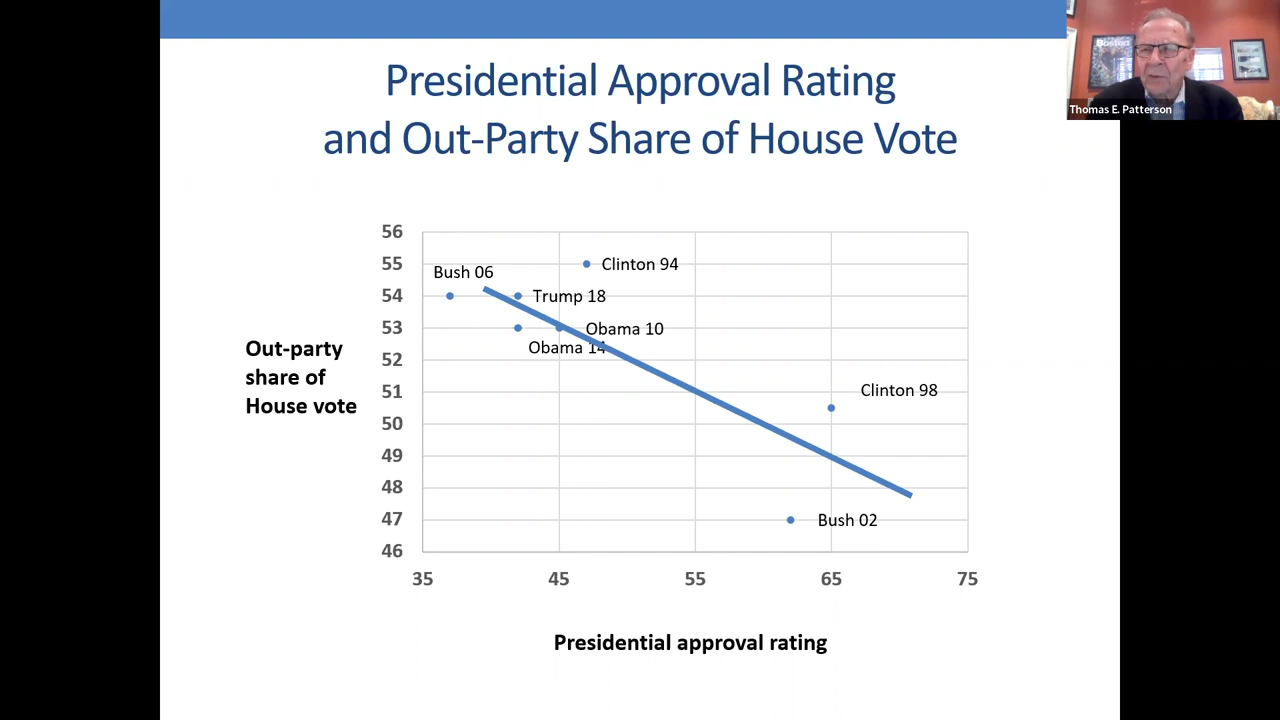 Presidential Approval Rating
and Out-Party Share of House Vote
Boston
Thomas E. Patterson
56
55
54
53
52
51
50
49
48
47
46
Out-party
share of
House vote
Bush 06
Clinton 94
Trump 18
Obama 10
Obama 14
Clinton 98
Bush 02
35 45 55 65 75
Presidential approval rating